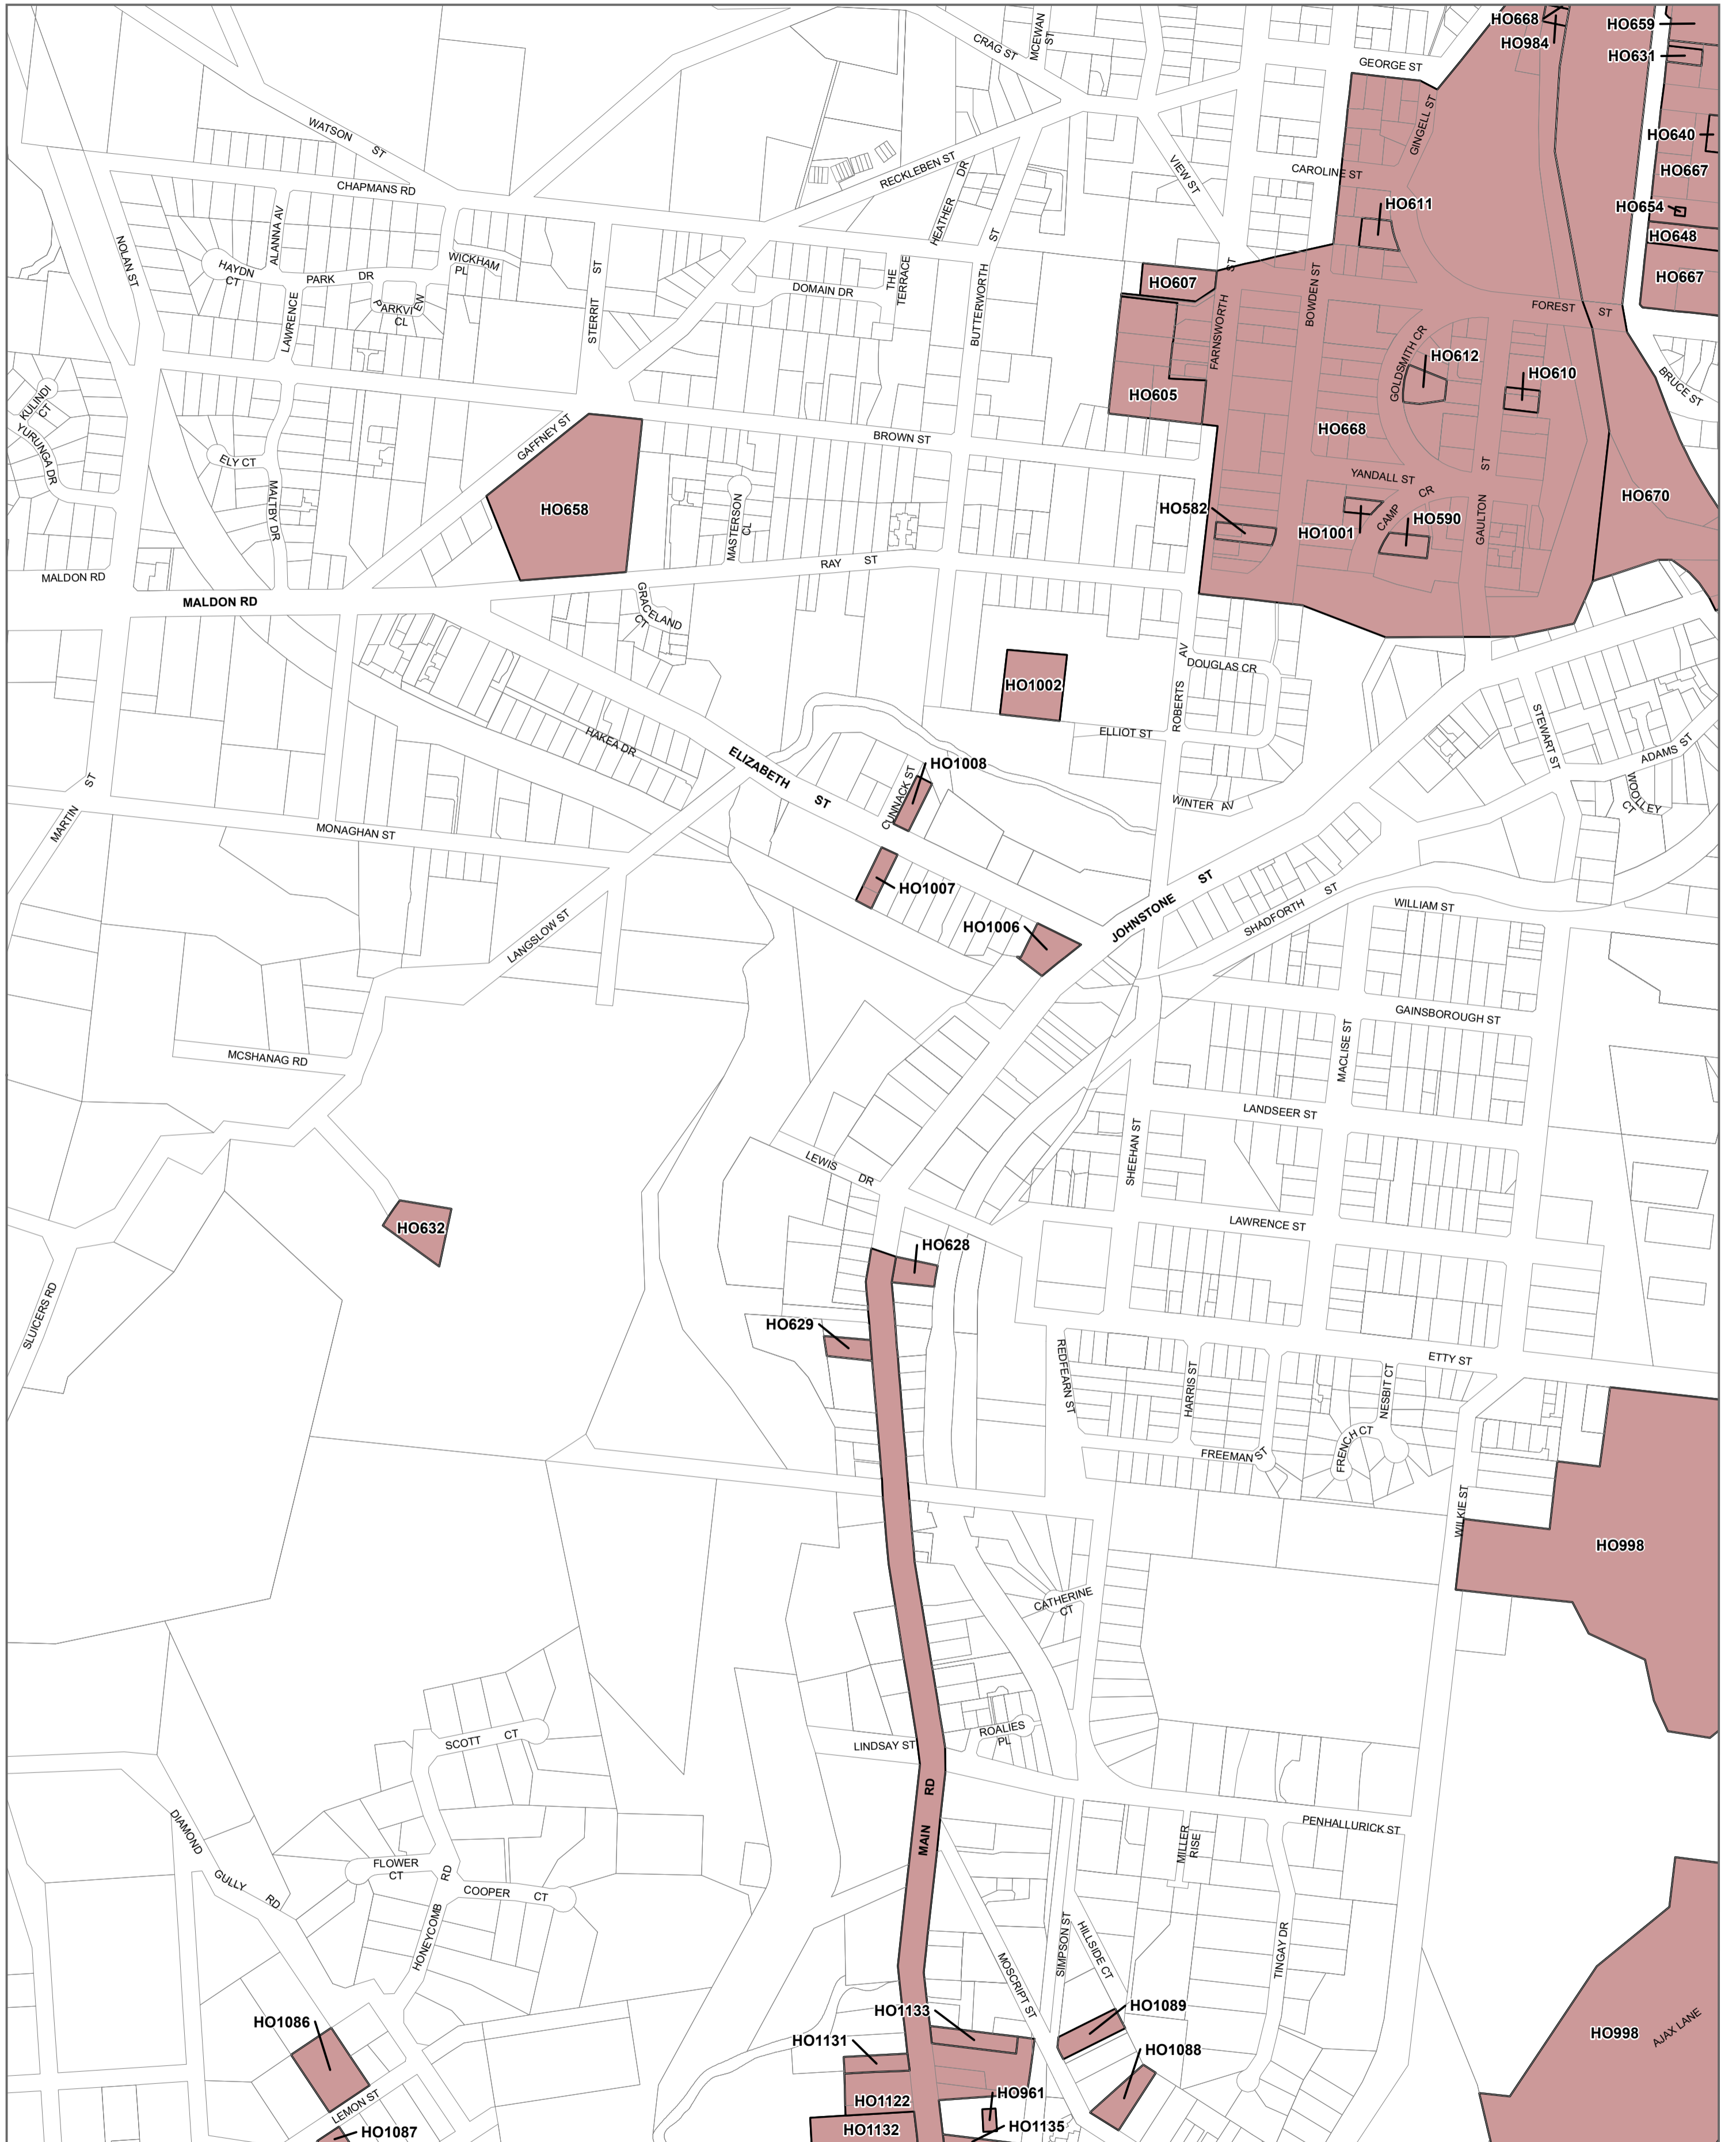 HO668
HO659
MCEWAN
ST
CRAG ST
HO984
HO631
GEORGE ST
GINGELL ST
WATSON
ST
HO640
RECKLEBEN ST
VIEW ST
CAROLINE ST
HO667
CHAPMANS RD
HEATHER
DR
HO611
HO654
ALANNA AV
NOLAN ST
ST
HO648
WICKHAM
PL
HAYDN
CT
PARK
DR
STERRIT
ST
THE
TERRACE
DOMAIN DR
BUTTERWORTH
HO607
ST
BOWDEN ST
HO667
LAWRENCE
PARKVIEW
CL
FARNSWORTH
FOREST
ST
GOLDSMITH CR
HO612
HO610
BRUCE ST
KULINDI
CT
HO605
YURUNGA DR
GAFFNEY ST
BROWN ST
HO668
ELY CT
ST
YANDALL ST
MALTBY DR
HO658
MASTERSON
CL
HO582
CR
CAMP
HO670
HO1001
HO590
GAULTON
MALDON RD
RAY
ST
MALDON RD
GRACELAND
CT
HO1002
AV
DOUGLAS CR
ROBERTS
HAKEA DR
ELIZABETH
ST
ELLIOT ST
STEWART ST
ADAMS ST
HO1008
CUNNACK ST
WINTER
AV
WOOLLEY
CT
MARTIN
ST
MONAGHAN ST
HO1007
JOHNSTONE
ST
SHADFORTH
ST
WILLIAM ST
LANGSLOW ST
HO1006
GAINSBOROUGH ST
MCSHANAG RD
MACLISE ST
LANDSEER ST
LEWIS
DR
SHEEHAN ST
HO632
LAWRENCE ST
HO628
SLUICERS RD
HO629
REDFEARN ST
HARRIS ST
NESBIT CT
ETTY ST
FREEMAN ST
FRENCH CT
WILKIE ST
HO998
CATHERINE
CT
SCOTT
CT
LINDSAY ST
ROALIES
PL
MAIN
RD
DIAMOND
GULLY
RD
PENHALLURICK ST
MILLER
RISE
FLOWER
CT
RD
COOPER
CT
HONEYCOMB
SIMPSON ST
HILLSIDE CT
MOSCRIPT ST
TINGAY DR
HO1086
HO1133
HO1089
HO998
AJAX LANE
HO1131
HO1088
LEMON ST
HO1122
HO961
HO1087
HO1132
HO1135